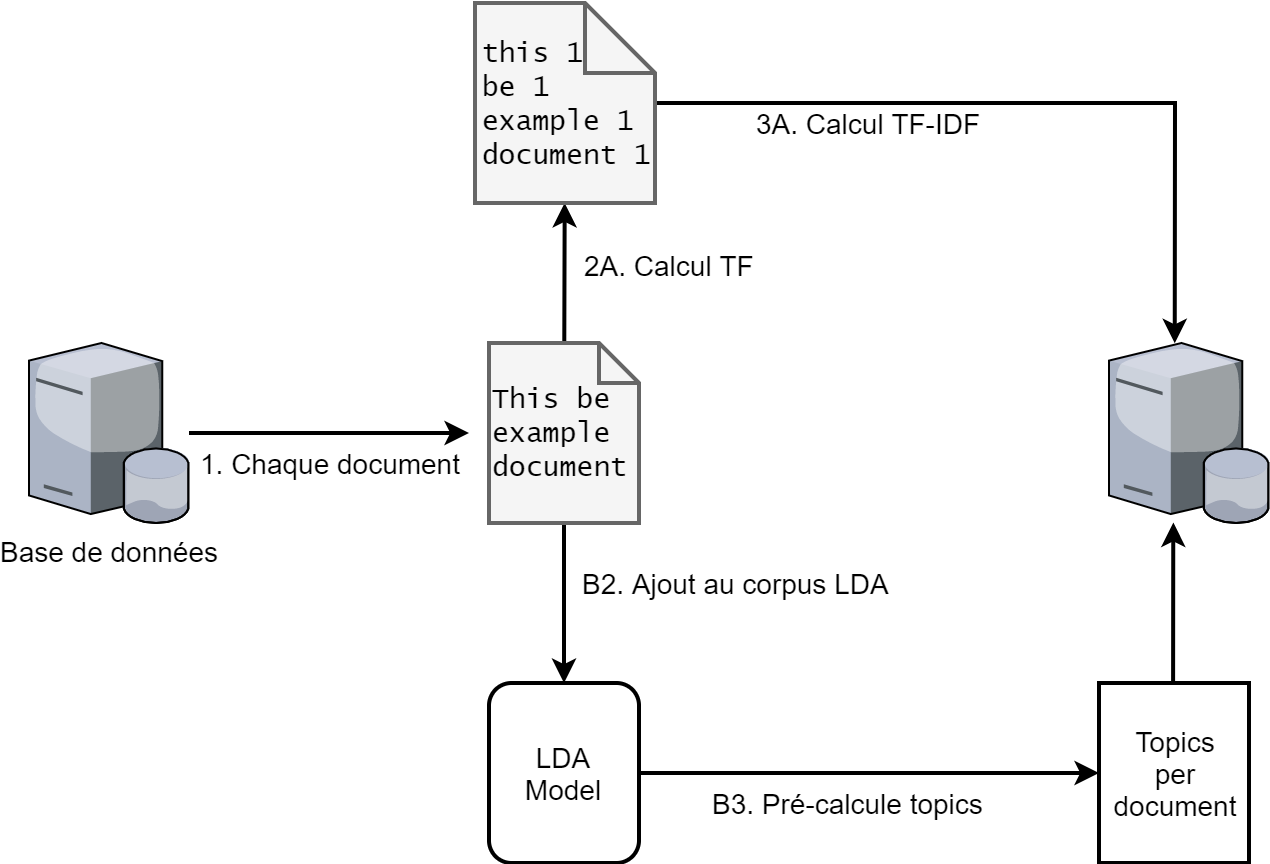 this 1
be 1
example 1
document 1
3A. Calcul TF-IDF
2A. Calcul TF
This be
example
document
1. Chaque document
Base de données
B2. Ajout au corpus LDA
LDA
Model
B3. Pré-calcule topics
Topics
per
document